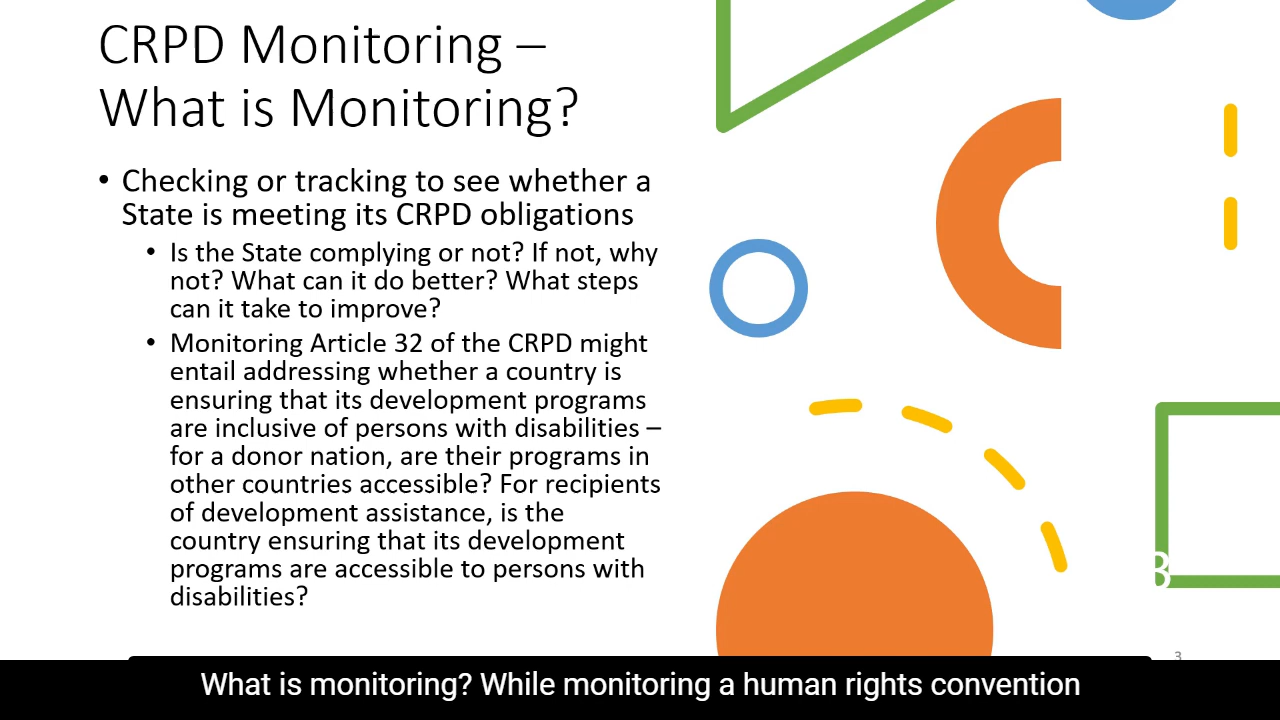 CRPD Monitoring –
What is Monitoring?
• Checking or tracking to see whether a
State is meeting its CRPD obligations
• Is the State complying or not? If not, why
not? What can it do better? What steps
can it take to improve?
• Monitoring Article 32 of the CRPD might
entail addressing whether a country is
ensuring that its development programs
are inclusive of persons with disabilities –
for a donor nation, are their programs in
other countries accessible? For recipients
of development assistance, is the
country ensuring that its development
programs are accessible to persons with
disabilities?
3
3
What is monitoring? While monitoring a human rights convention